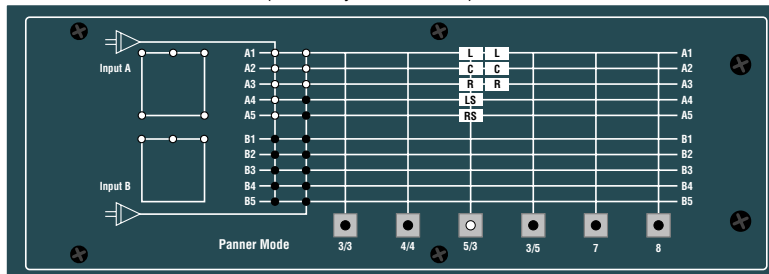 A1 L L A1
Input A A2 C C A2
A3 R R A3
A4 LS A4
A5 RS A5
B1 B1
B2 B2
B3 B3
Input B B4 B4
B5 B5
Panner Mode 3/3 4/4 5/3 3/5 7 8